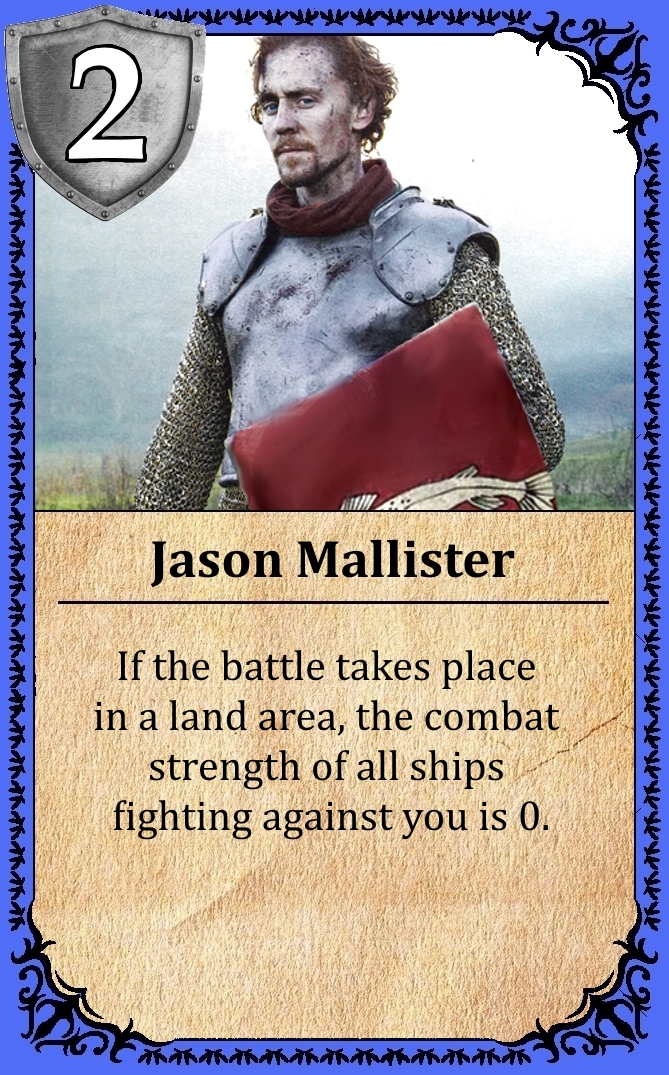 2
Jason Mallister
If the battle takes place
in a land area, the combat
strength of all ships
fighting against you is 0.